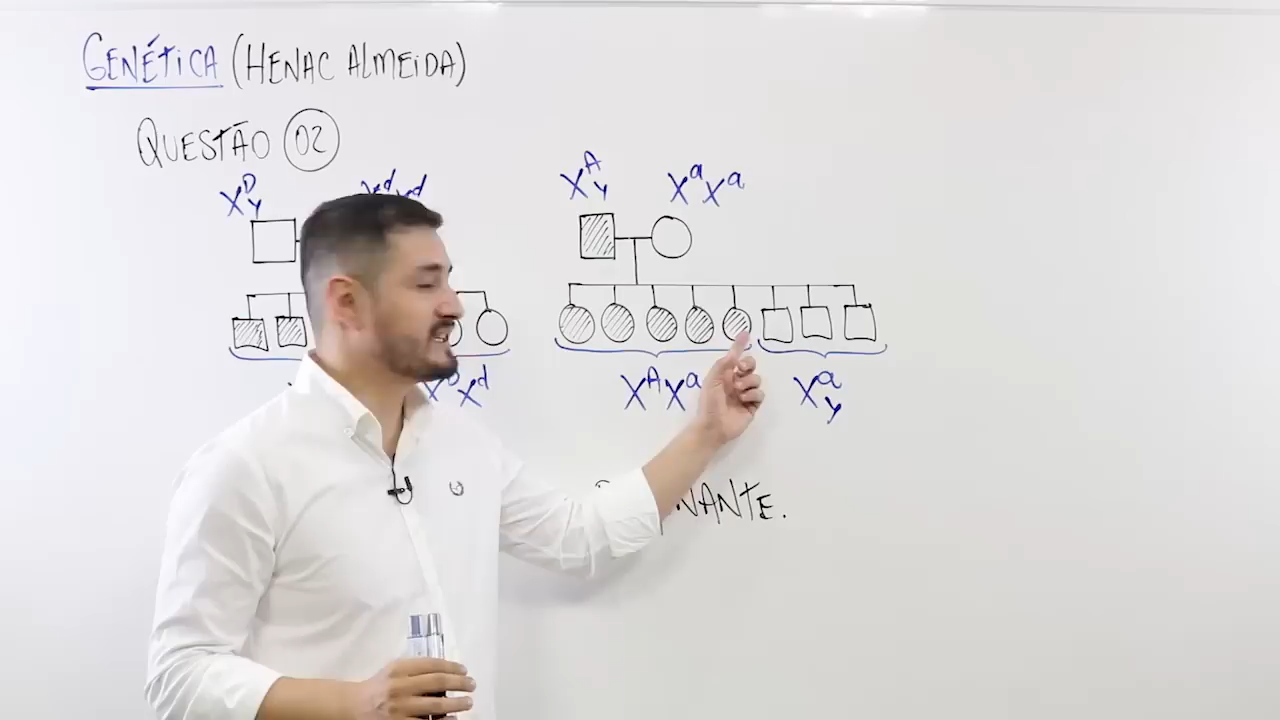 GENÉTICA (HENAC ALMEIDA)
QUESTÃO 02
X^D y X^d X^d
X^A y X^a X^a
X^D X^d
X^A X^a
X^a y
NANTE.